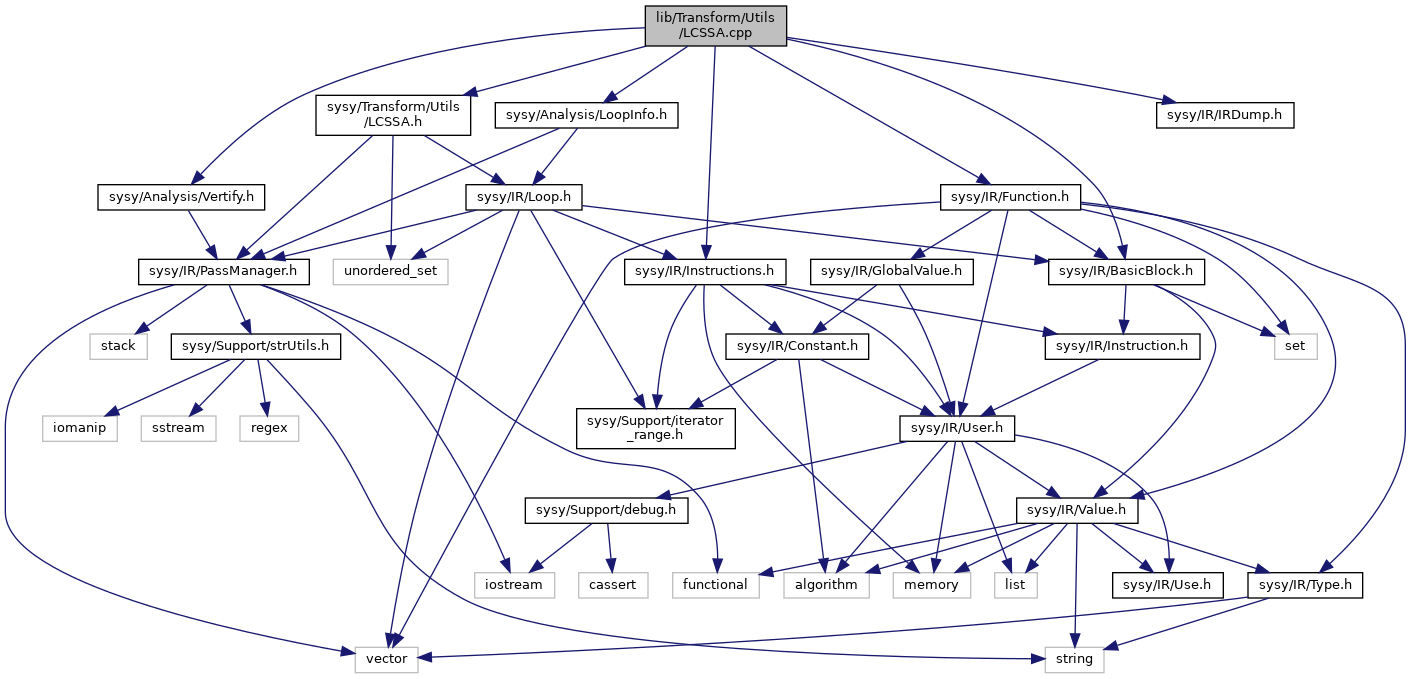 lib/Transform/Utils
/LCSSA.cpp
sysy/Transform/Utils
/LCSSA.h
sysy/Analysis/LoopInfo.h
sysy/IR/IRDump.h
sysy/Analysis/Vertify.h
sysy/IR/Loop.h
sysy/IR/Function.h
sysy/IR/PassManager.h
unordered_set
sysy/IR/Instructions.h
sysy/IR/GlobalValue.h
sysy/IR/BasicBlock.h
stack
sysy/Support/strUtils.h
sysy/IR/Constant.h
sysy/IR/Instruction.h
set
iomanip
sstream
regex
sysy/Support/iterator
_range.h
sysy/IR/User.h
sysy/Support/debug.h
sysy/IR/Value.h
iostream
cassert
functional
algorithm
memory
list
sysy/IR/Use.h
sysy/IR/Type.h
vector
string